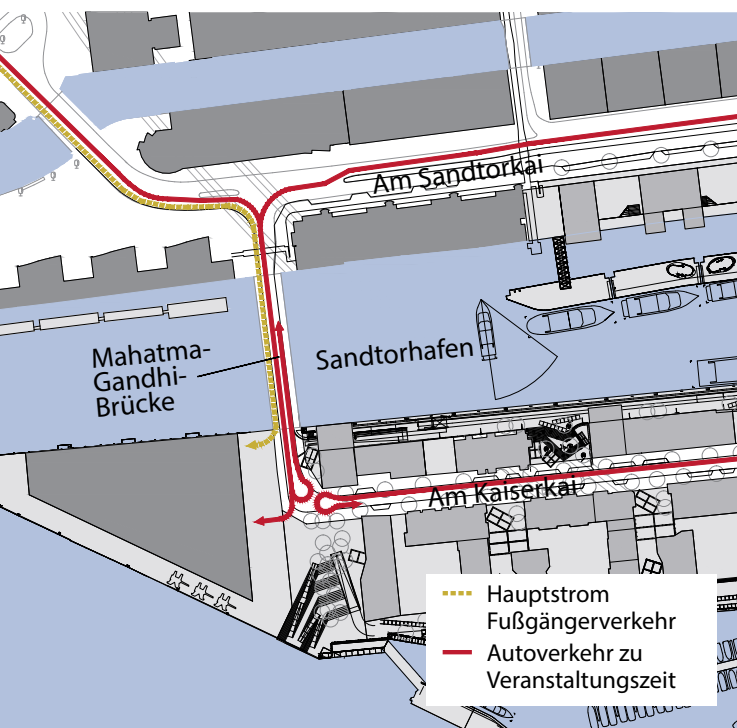 Am Sandtorkai
Mahatma-
Gandhi-
Brücke
Sandtorhafen
Am Kaiserkai
Hauptstrom
Fußgängerverkehr
Autoverkehr zu
Veranstaltungszeit